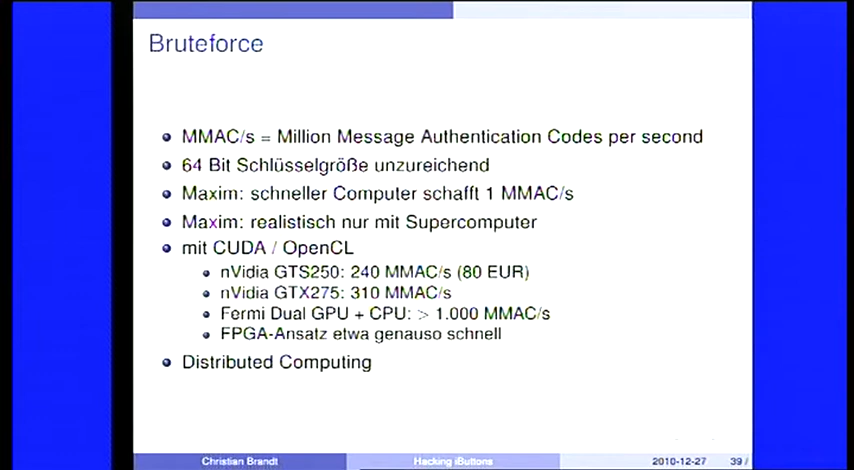 Bruteforce
MMAC/s = Million Message Authentication Codes per second
64 Bit Schlüsselgröße unzureichend
Maxim: schneller Computer schafft 1 MMAC/s
Maxim: realistisch nur mit Supercomputer
mit CUDA / OpenCL
nVidia GTS250: 240 MMAC/s (80 EUR)
nVidia GTX275: 310 MMAC/s
Fermi Dual GPU + CPU: > 1.000 MMAC/s
FPGA-Ansatz etwa genauso schnell
Distributed Computing
Christian Brandt Hacking iButtons 2010-12-27 39 /